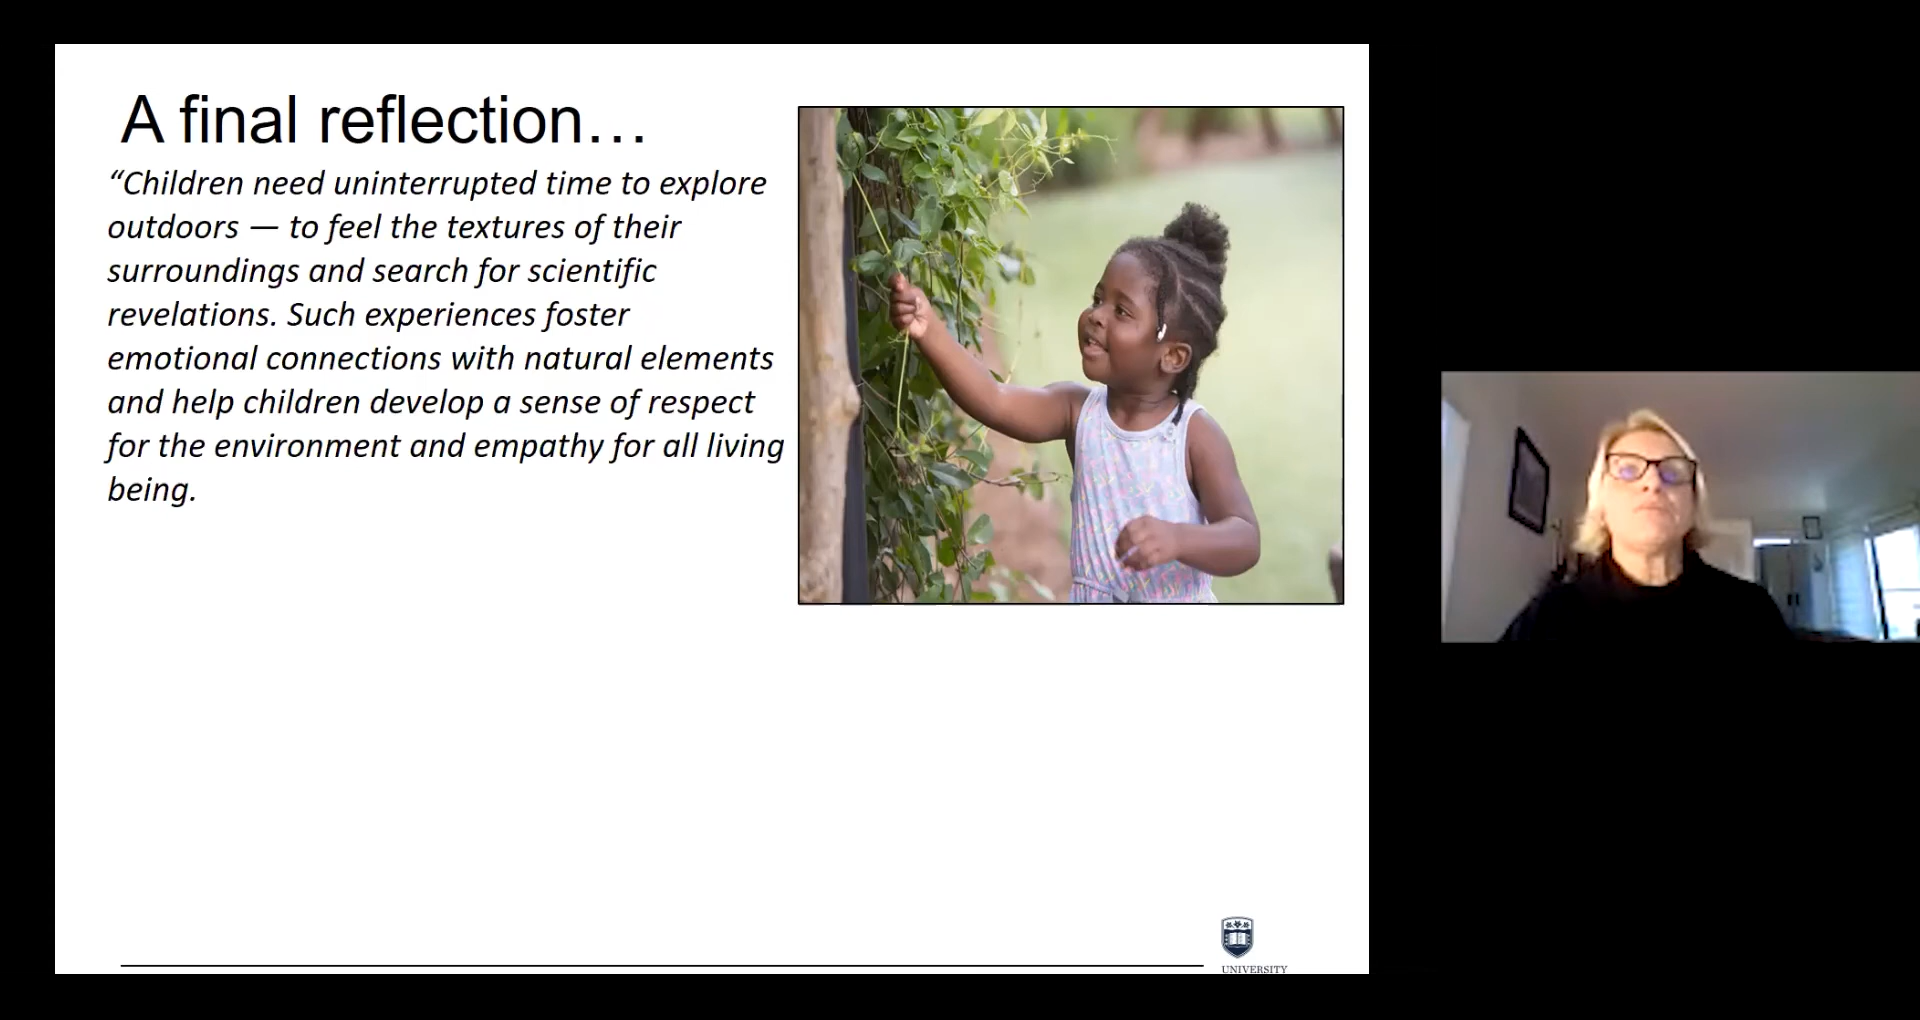 A final reflection…
“Children need uninterrupted time to explore
outdoors — to feel the textures of their
surroundings and search for scientific
revelations. Such experiences foster
emotional connections with natural elements
and help children develop a sense of respect
for the environment and empathy for all living
being.
UNIVERSITY